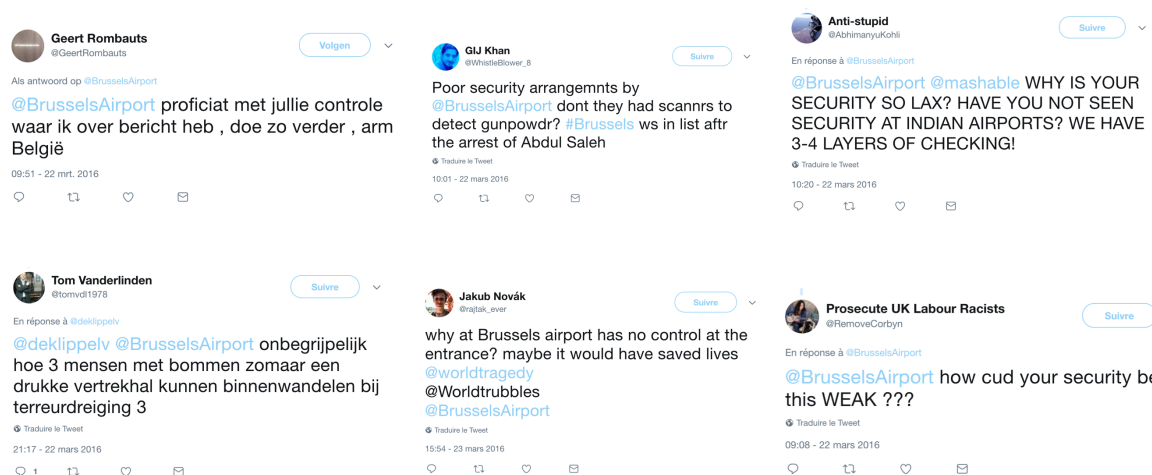 Geert Rombauts
@GeertRombauts
Volgen
Als antwoord op @BrusselsAirport
@BrusselsAirport proficiat met jullie controle
waar ik over bericht heb , doe zo verder , arm
België
09:51 - 22 mrt. 2016
GIJ Khan
@WhistleBlower_8
Suivre
Poor security arrangemnts by
@BrusselsAirport dont they had scannrs to
detect gunpowdr? #Brussels ws in list aftr
the arrest of Abdul Saleh
Traduire le Tweet
10:01 - 22 mars 2016
Anti-stupid
@AbhimanyuKohli
Suivre
En réponse à @BrusselsAirport
@BrusselsAirport @mashable WHY IS YOUR
SECURITY SO LAX? HAVE YOU NOT SEEN
SECURITY AT INDIAN AIRPORTS? WE HAVE
3-4 LAYERS OF CHECKING!
Traduire le Tweet
10:20 - 22 mars 2016
Tom Vanderlinden
@tomvdl1978
Suivre
En réponse à @deklippelv
@deklippelv @BrusselsAirport onbegrijpelijk
hoe 3 mensen met bommen zomaar een
drukke vertrekhal kunnen binnenwandelen bij
terreurdreiging 3
Traduire le Tweet
21:17 - 22 mars 2016
1
Jakub Novák
@rajtak_ever
Suivre
why at Brussels airport has no control at the
entrance? maybe it would have saved lives
@worldtragedy
@Worldtrubbles
@BrusselsAirport
Traduire le Tweet
15:54 - 23 mars 2016
Prosecute UK Labour Racists
@RemoveCorbyn
Suivre
En réponse à @BrusselsAirport
@BrusselsAirport how cud your security be
this WEAK ???
Traduire le Tweet
09:08 - 22 mars 2016